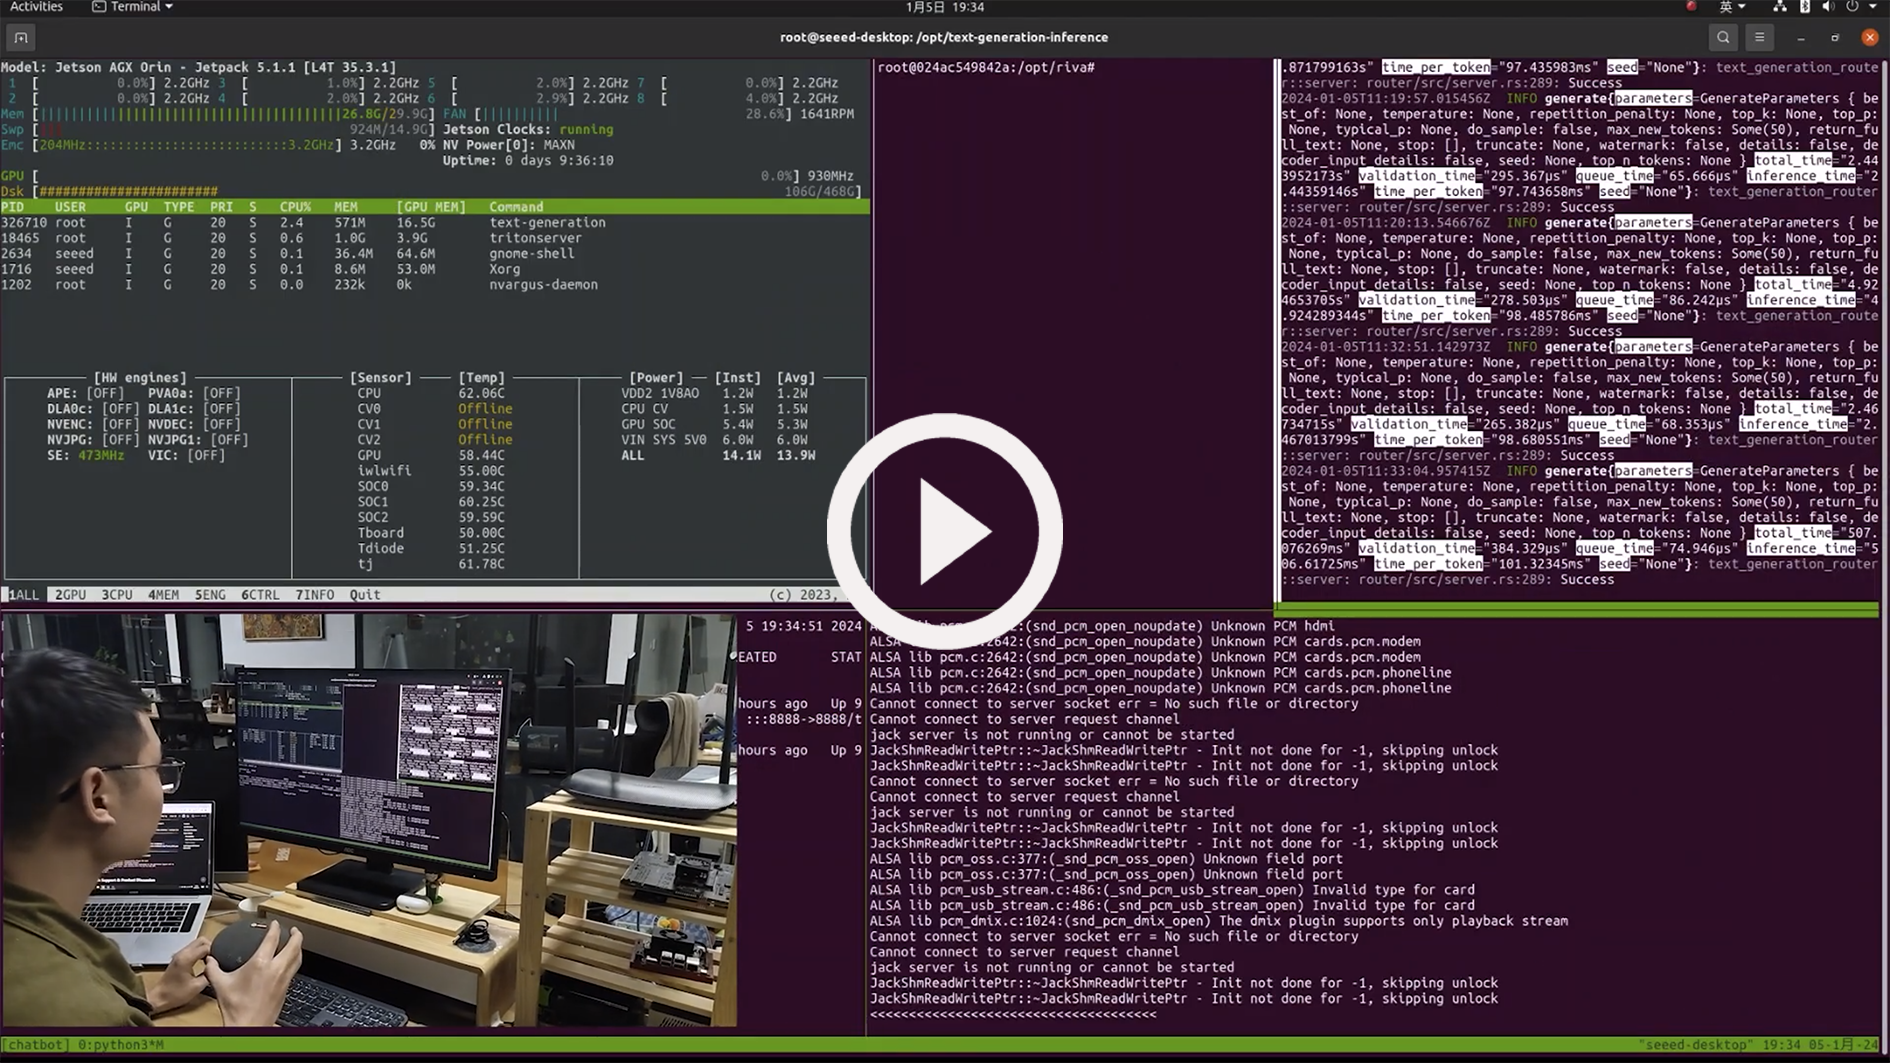 Activities
Terminal
1月5日 19:34
英
root@seeed-desktop: /opt/text-generation-inference
Model: Jetson AGX Orin - Jetpack 5.1.1 [L4T 35.3.1]
1 [ 0.0%] 2.2GHz 3 [ 1.0%] 2.2GHz 5 [ 2.0%] 2.2GHz 7 [ 0.0%] 2.2GHz
2 [ 0.0%] 2.2GHz 4 [ 2.0%] 2.2GHz 6 [ 2.9%] 2.2GHz 8 [ 4.0%] 2.2GHz
Mem [ 26.8G/29.9G] FAN [ 28.6%] 1641RPM
Swp [ 924M/14.9G] Jetson Clocks: running
Emc [204MHz 3.2GHz] 3.2GHz 0% NV Power[0]: MAXN
Uptime: 0 days 9:36:10
GPU [ 0.0%] 930MHz
Dsk [####################### 106G/468G]
PID USER GPU TYPE PRI S CPU% MEM [GPU MEM] Command
326710 root I G 20 S 2.4 571M 16.5G text-generation
18465 root I G 20 S 0.6 1.0G 3.9G tritonserver
2634 seeed I G 20 S 0.1 36.4M 64.6M gnome-shell
1716 seeed I G 20 S 0.1 8.6M 53.0M Xorg
1202 root I G 20 S 0.0 232k 0k nvargus-daemon
[HW engines]
APE: [OFF] PVA0a: [OFF]
DLA0c: [OFF] DLA1c: [OFF]
NVENC: [OFF] NVDEC: [OFF]
NVJPG: [OFF] NVJPG1: [OFF]
SE: 473MHz VIC: [OFF]
[Sensor] [Temp]
CPU 62.06C
CV0 Offline
CV1 Offline
CV2 Offline
GPU 58.44C
iwlwifi 55.00C
SOC0 59.34C
SOC1 60.25C
SOC2 59.59C
Tboard 50.00C
Tdiode 51.25C
tj 61.78C
[Power] [Inst] [Avg]
VDD2 1V8AO 1.2W 1.2W
CPU CV 1.5W 1.5W
GPU SOC 5.4W 5.3W
VIN SYS 5V0 6.0W 6.0W
ALL 14.1W 13.9W
1ALL 2GPU 3CPU 4MEM 5ENG 6CTRL 7INFO Quit (c) 2023,
root@024ac549842a:/opt/riva#
.871799163s" time_per_token="97.435983ms" seed="None"}: text_generation_route
r::server: router/src/server.rs:289: Success
2024-01-05T11:19:57.015456Z INFO generate{parameters=GenerateParameters { be
st_of: None, temperature: None, repetition_penalty: None, top_k: None, top_p:
None, typical_p: None, do_sample: false, max_new_tokens: Some(50), return_fu
ll_text: None, stop: [], truncate: None, watermark: false, details: false, de
coder_input_details: false, seed: None, top_n_tokens: None } total_time="2.44
3952173s" validation_time="295.367µs" queue_time="65.666µs" inference_time="2
.44359146s" time_per_token="97.743658ms" seed="None"}: text_generation_router
::server: router/src/server.rs:289: Success
2024-01-05T11:20:13.546676Z INFO generate{parameters=GenerateParameters { be
st_of: None, temperature: None, repetition_penalty: None, top_k: None, top_p:
None, typical_p: None, do_sample: false, max_new_tokens: Some(50), return_fu
ll_text: None, stop: [], truncate: None, watermark: false, details: false, de
coder_input_details: false, seed: None, top_n_tokens: None } total_time="4.92
4653705s" validation_time="278.503µs" queue_time="86.242µs" inference_time="4
.924289344s" time_per_token="98.485786ms" seed="None"}: text_generation_route
r::server: router/src/server.rs:289: Success
2024-01-05T11:32:51.142973Z INFO generate{parameters=GenerateParameters { be
st_of: None, temperature: None, repetition_penalty: None, top_k: None, top_p:
None, typical_p: None, do_sample: false, max_new_tokens: Some(50), return_fu
ll_text: None, stop: [], truncate: None, watermark: false, details: false, de
coder_input_details: false, seed: None, top_n_tokens: None } total_time="2.46
734715s" validation_time="265.382µs" queue_time="68.353µs" inference_time="2.
467013799s" time_per_token="98.680551ms" seed="None"}: text_generation_router
::server: router/src/server.rs:289: Success
2024-01-05T11:33:04.957415Z INFO generate{parameters=GenerateParameters { be
st_of: None, temperature: None, repetition_penalty: None, top_k: None, top_p:
None, typical_p: None, do_sample: false, max_new_tokens: Some(50), return_fu
ll_text: None, stop: [], truncate: None, watermark: false, details: false, de
coder_input_details: false, seed: None, top_n_tokens: None } total_time="507.
076269ms" validation_time="384.329µs" queue_time="74.946µs" inference_time="5
06.61725ms" time_per_token="101.32345ms" seed="None"}: text_generation_router
::server: router/src/server.rs:289: Success
5 19:34:51 2024
EATED STAT
hours ago Up 9
:::8888->8888/t
hours ago Up 9
ALSA lib pcm.c:2642:(snd_pcm_open_noupdate) Unknown PCM hdmi
ALSA lib pcm.c:2642:(snd_pcm_open_noupdate) Unknown PCM cards.pcm.modem
ALSA lib pcm.c:2642:(snd_pcm_open_noupdate) Unknown PCM cards.pcm.modem
ALSA lib pcm.c:2642:(snd_pcm_open_noupdate) Unknown PCM cards.pcm.phoneline
ALSA lib pcm.c:2642:(snd_pcm_open_noupdate) Unknown PCM cards.pcm.phoneline
Cannot connect to server socket err = No such file or directory
Cannot connect to server request channel
jack server is not running or cannot be started
JackShmReadWritePtr::~JackShmReadWritePtr - Init not done for -1, skipping unlock
JackShmReadWritePtr::~JackShmReadWritePtr - Init not done for -1, skipping unlock
Cannot connect to server socket err = No such file or directory
Cannot connect to server request channel
jack server is not running or cannot be started
JackShmReadWritePtr::~JackShmReadWritePtr - Init not done for -1, skipping unlock
JackShmReadWritePtr::~JackShmReadWritePtr - Init not done for -1, skipping unlock
ALSA lib pcm_oss.c:377:(_snd_pcm_oss_open) Unknown field port
ALSA lib pcm_oss.c:377:(_snd_pcm_oss_open) Unknown field port
ALSA lib pcm_usb_stream.c:486:(_snd_pcm_usb_stream_open) Invalid type for card
ALSA lib pcm_usb_stream.c:486:(_snd_pcm_usb_stream_open) Invalid type for card
ALSA lib pcm_dmix.c:1024:(snd_pcm_dmix_open) The dmix plugin supports only playback stream
Cannot connect to server socket err = No such file or directory
Cannot connect to server request channel
jack server is not running or cannot be started
JackShmReadWritePtr::~JackShmReadWritePtr - Init not done for -1, skipping unlock
JackShmReadWritePtr::~JackShmReadWritePtr - Init not done for -1, skipping unlock
<<<<<<<<<<<<<<<<<<<<<<<<<<<<<<<<<<<<<
[chatbot] 0:python3*M
"seeed-desktop" 19:34 05-1月-24